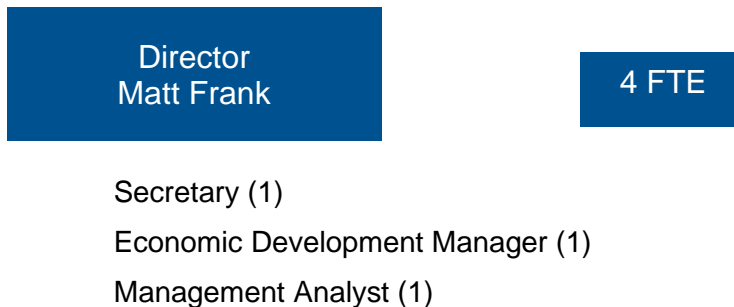 Director
Matt Frank
4 FTE
Secretary (1)
Economic Development Manager (1)
Management Analyst (1)